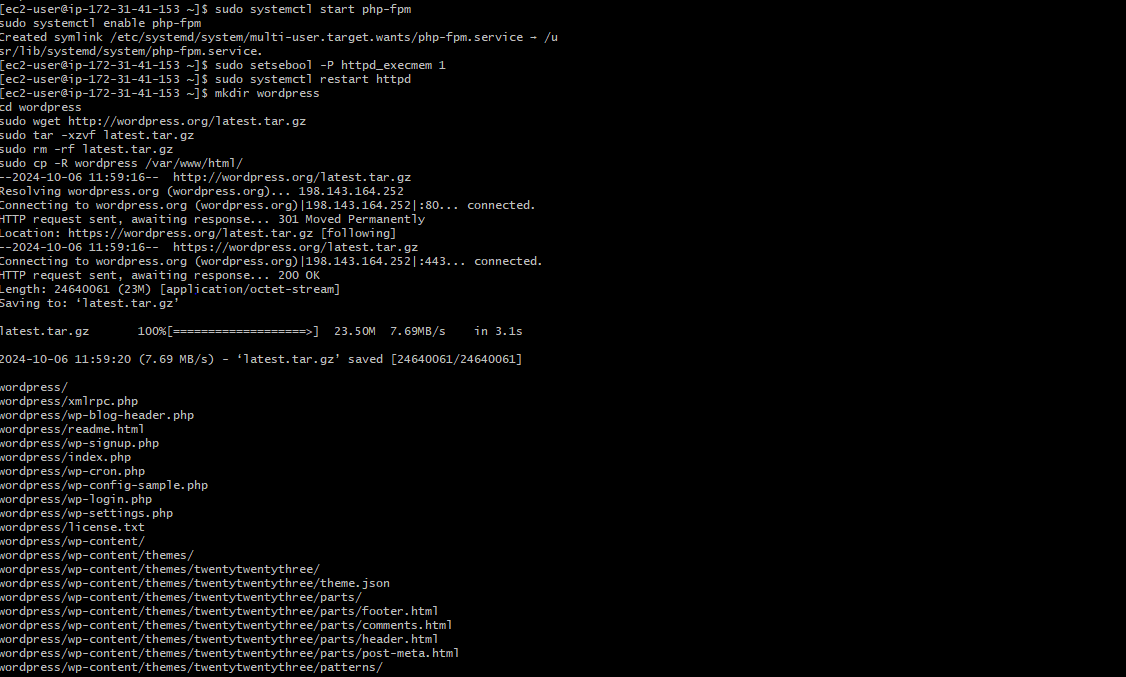 [ec2-user@ip-172-31-41-153 ~]$ sudo systemctl start php-fpm
sudo systemctl enable php-fpm
Created symlink /etc/systemd/system/multi-user.target.wants/php-fpm.service → /u
sr/lib/systemd/system/php-fpm.service.
[ec2-user@ip-172-31-41-153 ~]$ sudo setsebool -P httpd_execmem 1
[ec2-user@ip-172-31-41-153 ~]$ sudo systemctl restart httpd
[ec2-user@ip-172-31-41-153 ~]$ mkdir wordpress
cd wordpress
sudo wget http://wordpress.org/latest.tar.gz
sudo tar -xzvf latest.tar.gz
sudo rm -rf latest.tar.gz
sudo cp -R wordpress /var/www/html/
--2024-10-06 11:59:16--  http://wordpress.org/latest.tar.gz
Resolving wordpress.org (wordpress.org)... 198.143.164.252
Connecting to wordpress.org (wordpress.org)|198.143.164.252|:80... connected.
HTTP request sent, awaiting response... 301 Moved Permanently
Location: https://wordpress.org/latest.tar.gz [following]
--2024-10-06 11:59:16--  https://wordpress.org/latest.tar.gz
Connecting to wordpress.org (wordpress.org)|198.143.164.252|:443... connected.
HTTP request sent, awaiting response... 200 OK
Length: 24640061 (23M) [application/octet-stream]
Saving to: ‘latest.tar.gz’
latest.tar.gz       100%[===================>]  23.50M  7.69MB/s    in 3.1s
2024-10-06 11:59:20 (7.69 MB/s) - ‘latest.tar.gz’ saved [24640061/24640061]
wordpress/
wordpress/xmlrpc.php
wordpress/wp-blog-header.php
wordpress/readme.html
wordpress/wp-signup.php
wordpress/index.php
wordpress/wp-cron.php
wordpress/wp-config-sample.php
wordpress/wp-login.php
wordpress/wp-settings.php
wordpress/license.txt
wordpress/wp-content/
wordpress/wp-content/themes/
wordpress/wp-content/themes/twentytwentythree/
wordpress/wp-content/themes/twentytwentythree/theme.json
wordpress/wp-content/themes/twentytwentythree/parts/
wordpress/wp-content/themes/twentytwentythree/parts/footer.html
wordpress/wp-content/themes/twentytwentythree/parts/comments.html
wordpress/wp-content/themes/twentytwentythree/parts/header.html
wordpress/wp-content/themes/twentytwentythree/parts/post-meta.html
wordpress/wp-content/themes/twentytwentythree/patterns/